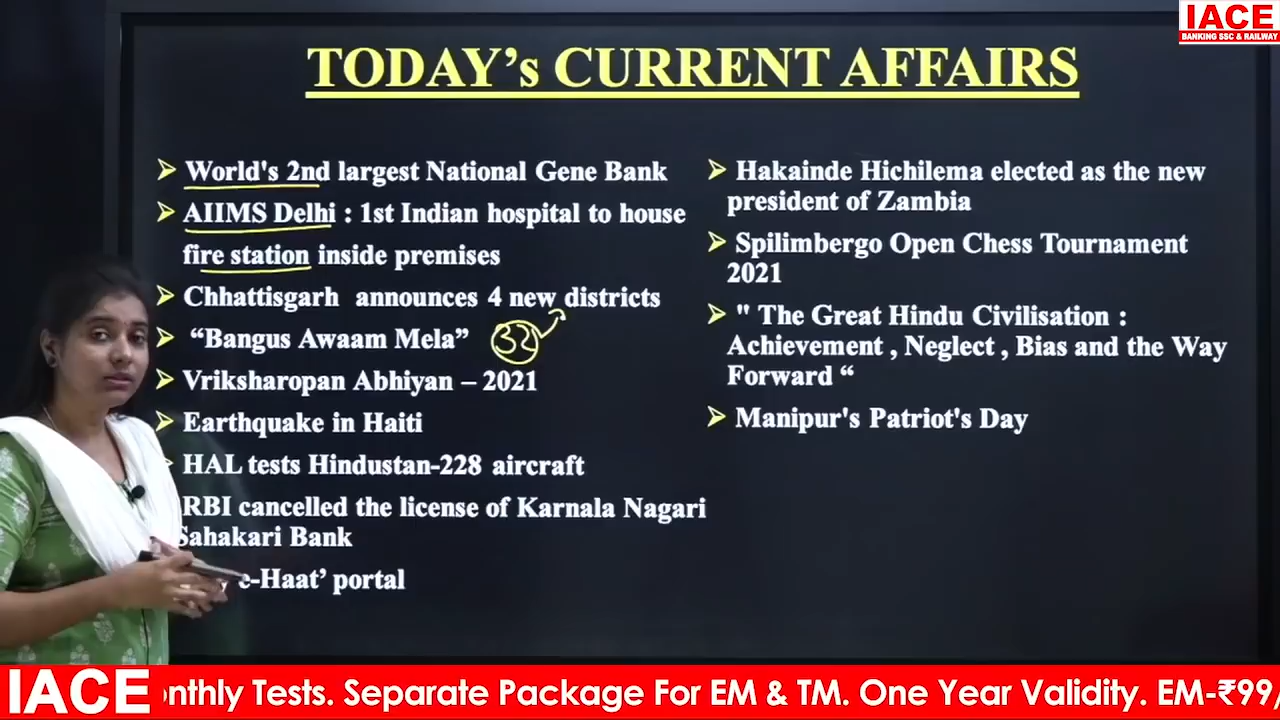 IACE
BANKING SSC & RAILWAY
TODAY's CURRENT AFFAIRS
World's 2nd largest National Gene Bank
AIIMS Delhi : 1st Indian hospital to house
fire station inside premises
Chhattisgarh announces 4 new districts
32
“Bangus Awaam Mela”
Vriksharopan Abhiyan – 2021
Earthquake in Haiti
HAL tests Hindustan-228 aircraft
RBI cancelled the license of Karnala Nagari
Sahakari Bank
e-Haat’ portal
Hakainde Hichilema elected as the new
president of Zambia
Spilimbergo Open Chess Tournament
2021
" The Great Hindu Civilisation :
Achievement , Neglect , Bias and the Way
Forward “
Manipur's Patriot's Day
IACE onthly Tests. Separate Package For EM & TM. One Year Validity. EM-₹99,